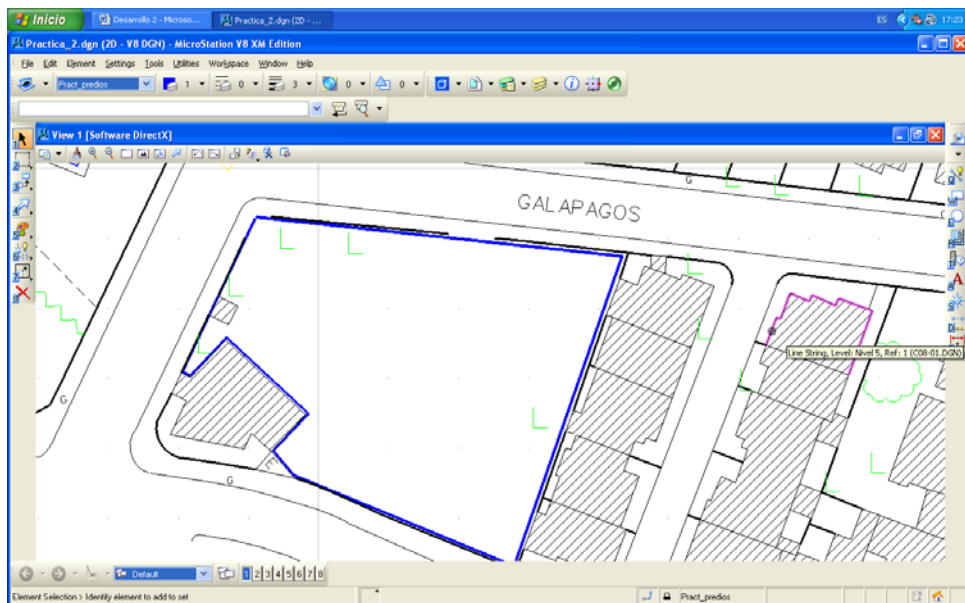 Inicio Desarrollo 2 - Microso... Practica_2.dgn (2D - ... ES 17:23
Practica_2.dgn (2D - V8 DGN) - MicroStation V8 XM Edition
File Edit Element Settings Tools Utilities Workspace Window Help
Pract_predios 1 0 3 0 0
View 1 [Software DirectX]
G
GALAPAGOS
Line String, Level: Nivel 5, Ref: 1 (C08-01.DGN)
G
G
Default 1 2 3 4 5 6 7 8
Element Selection > Identify element to add to set Pract_predios